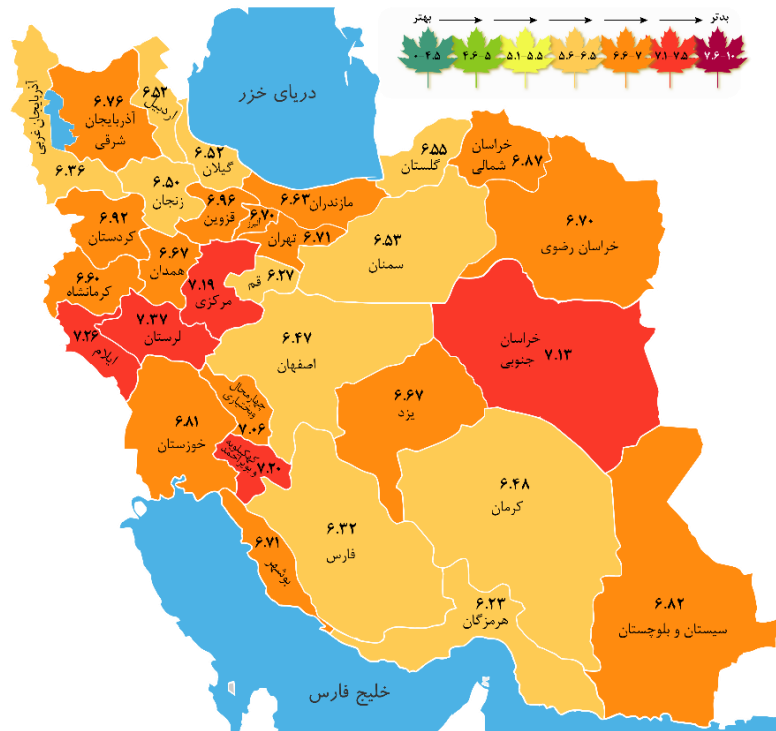 بهتر
بدتر
۰-۴.۵
۴.۶-۵
۵.۱-۵.۵
۵.۶-۶.۵
۶.۶-۷
۷.۱-۷.۵
۷.۶-۱۰
دریای خزر
آذربایجان غربی
۶.۳۶
۶.۷۶
آذربایجان
شرقی
۶.۵۲
اردبیل
۶.۵۲
گیلان
۶.۵۰
زنجان
۶.۹۲
کردستان
۶.۹۶
قزوین
۶.۷۰
البرز
مازندران ۶.۶۳
تهران ۶.۷۱
۶.۵۵
گلستان
خراسان
شمالی ۶.۸۷
۶.۷۰
خراسان رضوی
۶.۵۳
سمنان
۶.۶۷
همدان
۶.۶۰
کرمانشاه
۷.۱۹
مرکزی
قم ۶.۲۷
۷.۳۷
لرستان
۷.۲۶
ایلام
۶.۴۷
اصفهان
خراسان
جنوبی ۷.۱۳
چهارمحال
وبختیاری
۷.۰۶
۶.۸۱
خوزستان
کهکیلویه
و بویراحمد
۷.۲۰
۶.۶۷
یزد
۶.۴۸
کرمان
۶.۳۲
فارس
۶.۷۱
بوشهر
۶.۲۳
هرمزگان
۶.۸۲
سیستان و بلوچستان
خلیج فارس